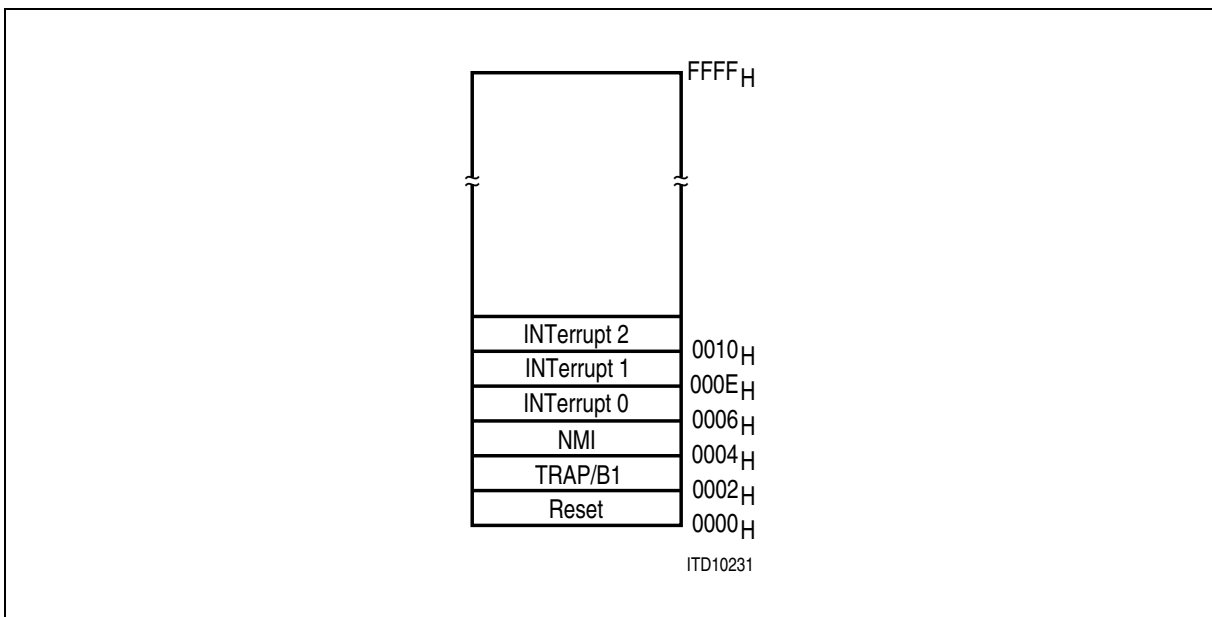 FFFFH
INTerrupt 2
0010H
INTerrupt 1
000EH
INTerrupt 0
0006H
NMI
0004H
TRAP/B1
0002H
Reset
0000H
ITD10231